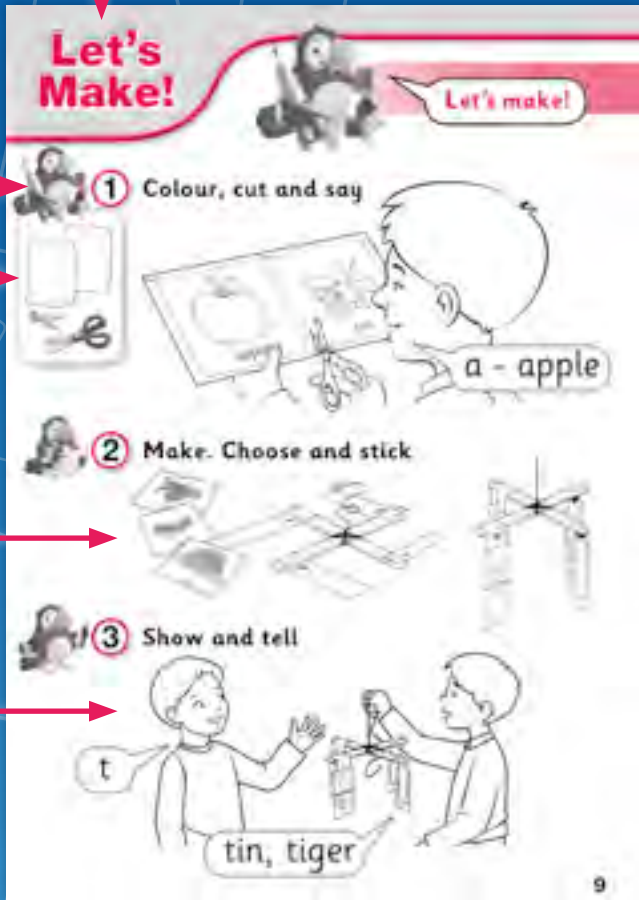 Let's
Make!
Let's make!
1 Colour, cut and say
a - apple
2 Make. Choose and stick
3 Show and tell
t
tin, tiger
9